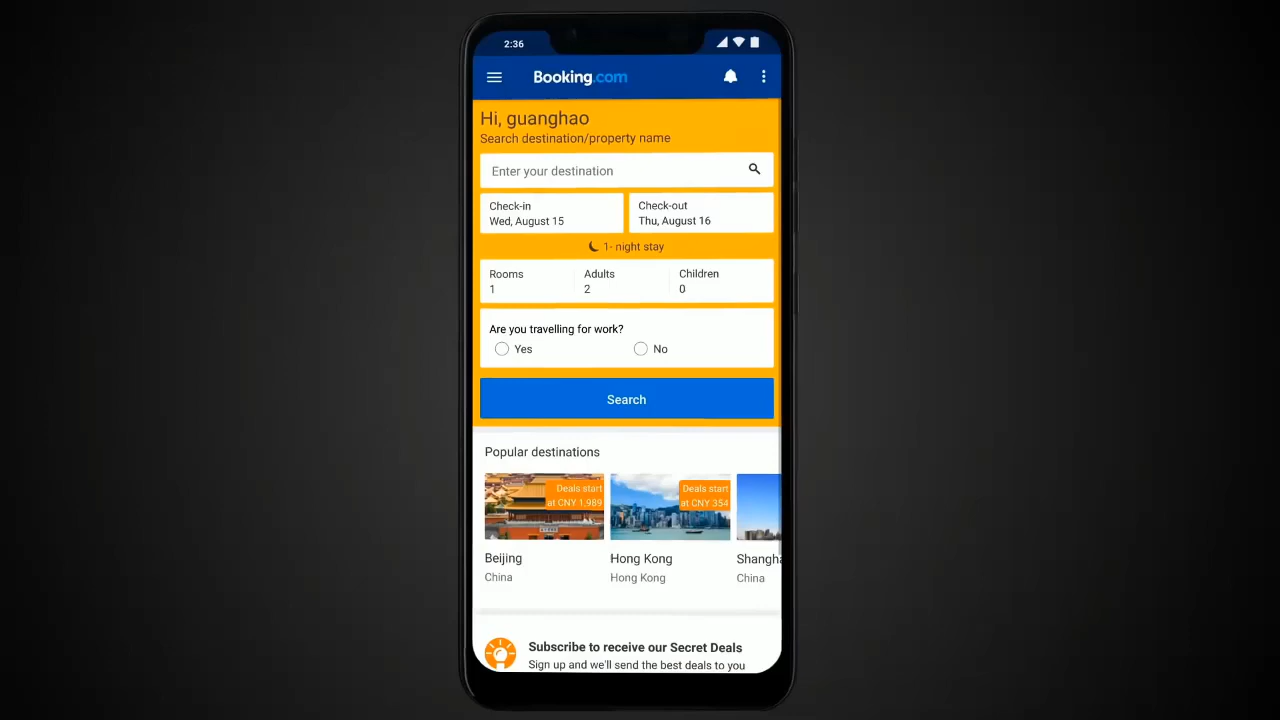 2:36
Booking.com
Hi, guanghao
Search destination/property name
Enter your destination
Check-in
Wed, August 15
Check-out
Thu, August 16
1- night stay
Rooms
1
Adults
2
Children
0
Are you travelling for work?
Yes
No
Search
Popular destinations
Deals start
at CNY 1,989
Beijing
China
Deals start
at CNY 354
Hong Kong
Hong Kong
Shangha
China
Subscribe to receive our Secret Deals
Sign up and we'll send the best deals to you